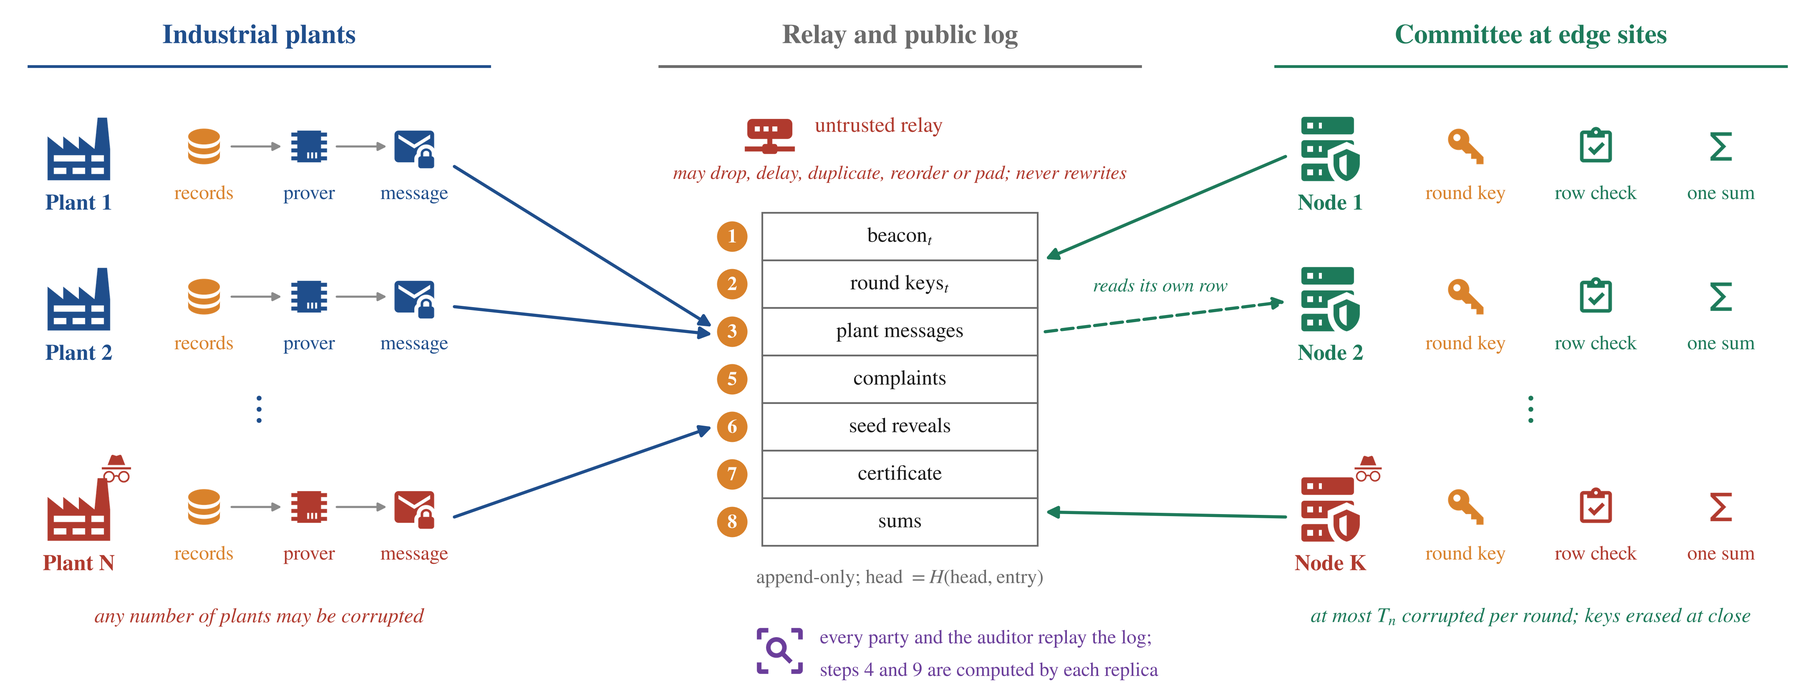 Industrial plants
Relay and public log
Committee at edge sites
untrusted relay
may drop, delay, duplicate, reorder or pad; never rewrites
Plant 1
records
prover
message
Plant 2
records
prover
message
Plant N
records
prover
message
any number of plants may be corrupted
1 beacon_t
2 round keys_t
3 plant messages
5 complaints
6 seed reveals
7 certificate
8 sums
append-only; head = H(head, entry)
every party and the auditor replay the log;
steps 4 and 9 are computed by each replica
reads its own row
Node 1
round key
row check
Σ
one sum
Node 2
round key
row check
Σ
one sum
Node K
round key
row check
Σ
one sum
at most T_n corrupted per round; keys erased at close